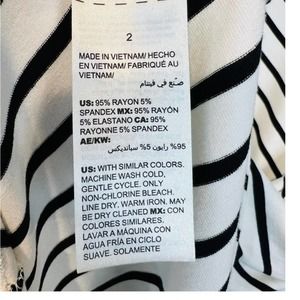 2
MADE IN VIETNAM/ HECHO
EN VIETNAM/ FABRIQUÉ AU
VIETNAM/
صنع في فيتنام
US: 95% RAYON 5%
SPANDEX MX: 95% RAYÓN
5% ELASTANO CA: 95%
RAYONNE 5% SPANDEX
AE/KW:
95% رايون 5% سبانديكس
US: WITH SIMILAR COLORS.
MACHINE WASH COLD,
GENTLE CYCLE. ONLY
NON-CHLORINE BLEACH.
LINE DRY. WARM IRON. MAY
BE DRY CLEANED MX: CON
COLORES SIMILARES.
LAVAR A MÁQUINA CON
AGUA FRÍA EN CICLO
SUAVE. SOLAMENTE